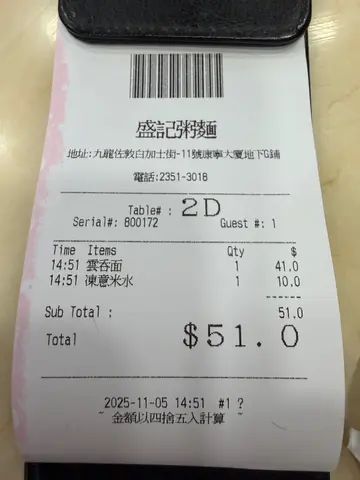 盛記粥麵
地址:九龍佐敦白加士街-11號康寧大廈地下G鋪
電話:2351-3018
Table# : 2D
Serial#: 800172 Guest #: 1
Time Items Qty $
14:51 雲吞面 1 41.0
14:51 凍意米水 1 10.0
Sub Total : 51.0
Total $51.0
2025-11-05 14:51 #1 ?
~ 金額以四捨五入計算 ~